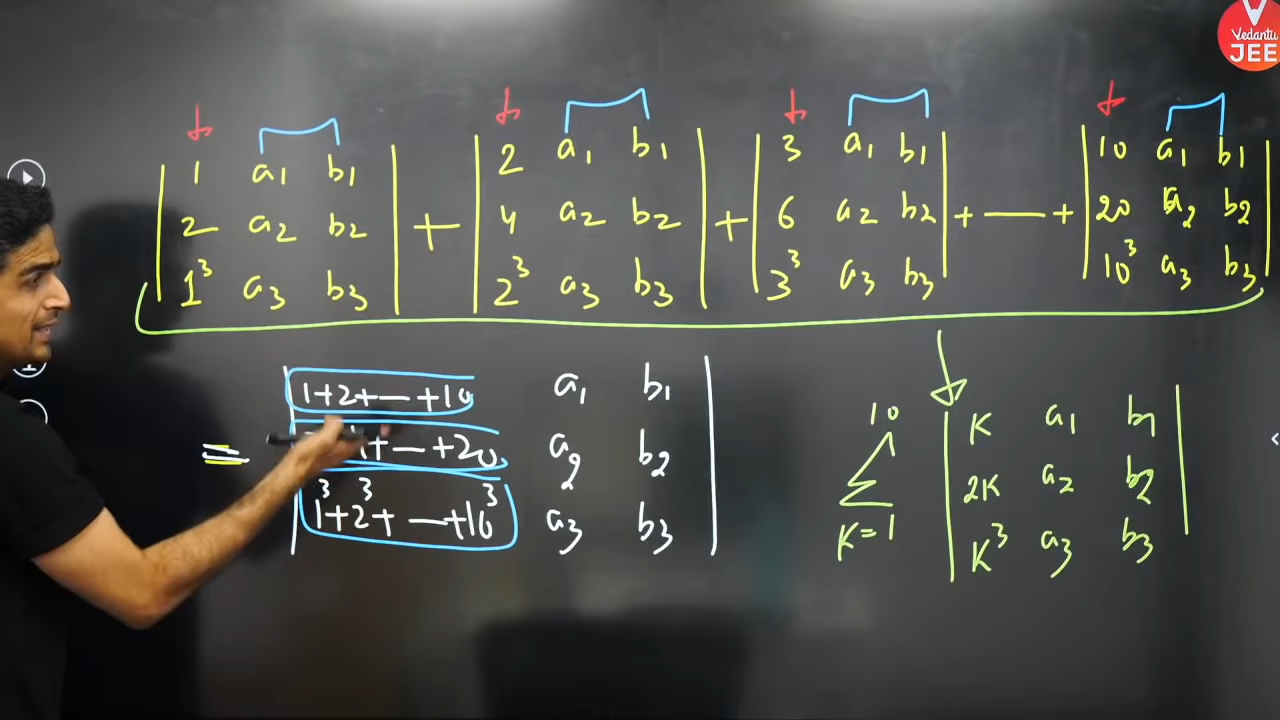 Vedantu
JEE
| 1 a₁ b₁ | + | 2 a₁ b₁ | + | 3 a₁ b₁ | + — + | 10 a₁ b₁ |
| 2 a₂ b₂ | | 4 a₂ b₂ | | 6 a₂ b₂ | | 20 a₂ b₂ |
| 1³ a₃ b₃ | | 2³ a₃ b₃ | | 3³ a₃ b₃ | | 10³ a₃ b₃ |
= | 1+2+—+10 a₁ b₁ |
| +—+20 a₂ b₂ |
| 1³+2³+—+10³ a₃ b₃ |
10
Σ
K=1
| K a₁ b₁ |
| 2K a₂ b₂ |
| K³ a₃ b₃ |